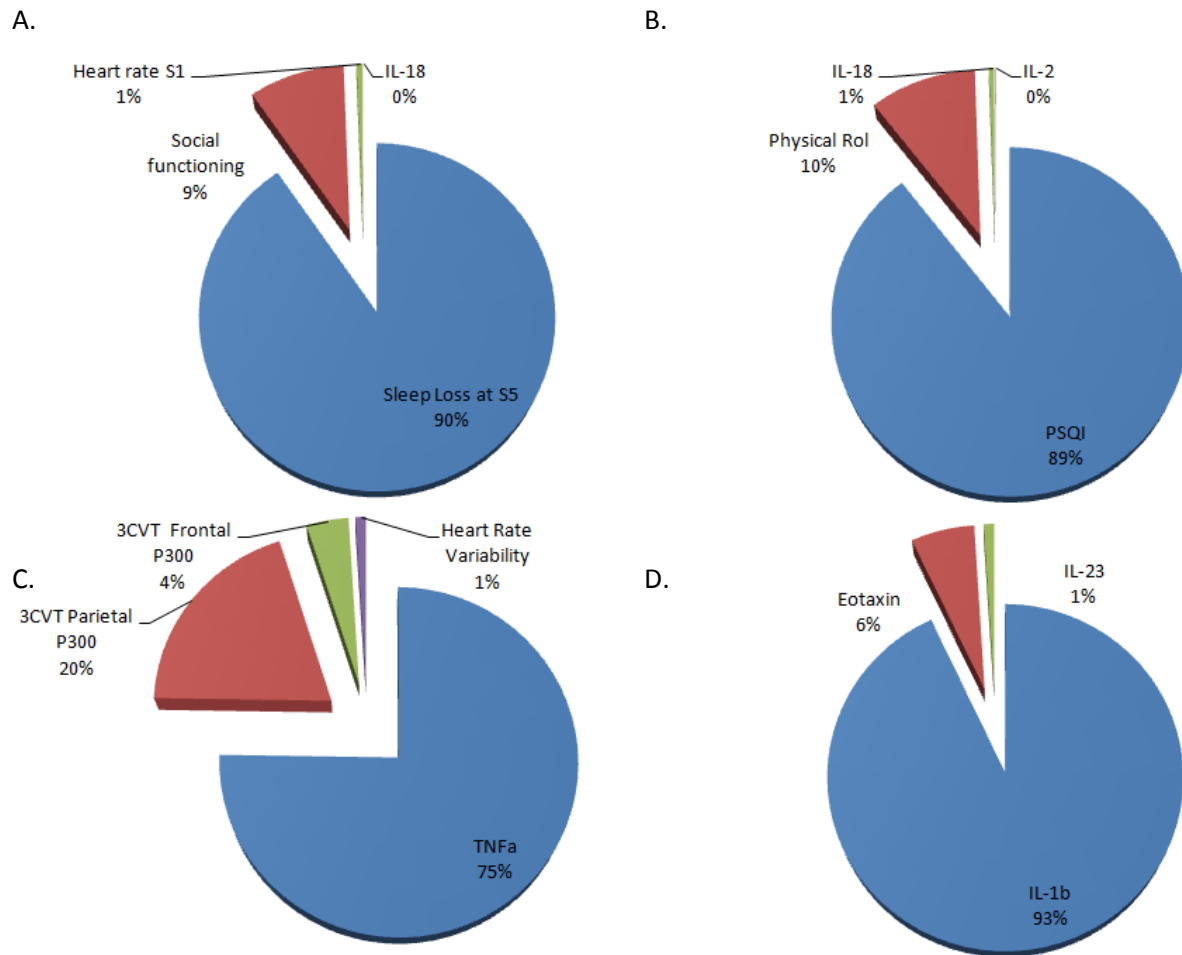 A.
Heart rate S1
1%
IL-18
0%
Social
functioning
9%
Sleep Loss at S5
90%
B.
IL-18
1%
IL-2
0%
Physical Rol
10%
PSQI
89%
C.
3CVT Frontal
P300
4%
Heart Rate
Variability
1%
3CVT Parietal
P300
20%
TNFa
75%
D.
IL-23
1%
Eotaxin
6%
IL-1b
93%